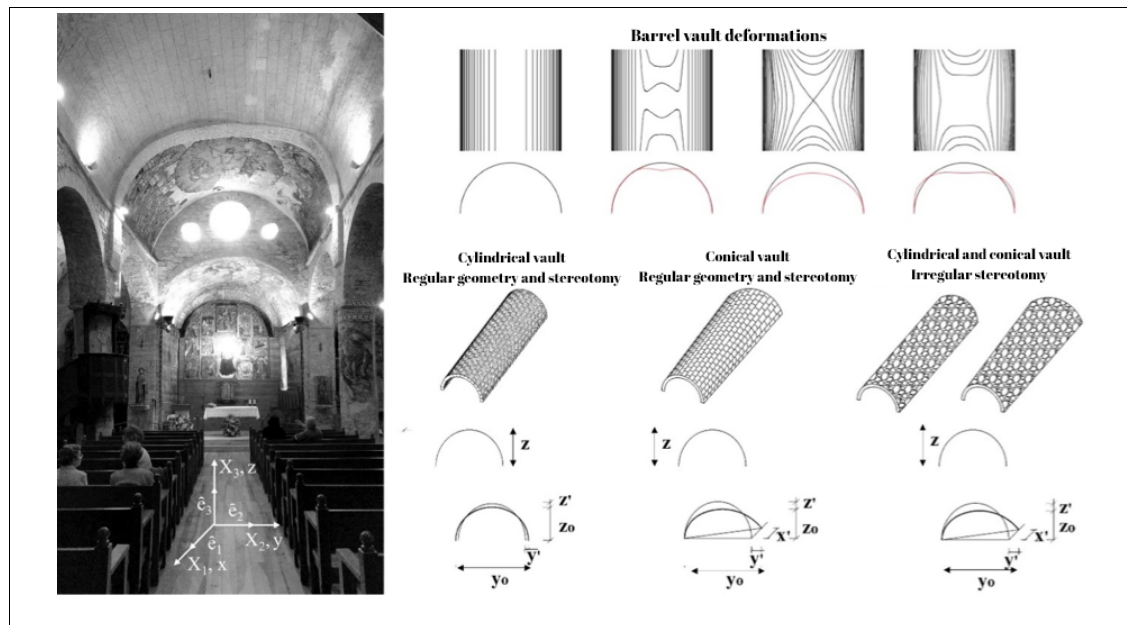 Barrel vault deformations
Cylindrical vault
Regular geometry and stereotomy
Conical vault
Regular geometry and stereotomy
Cylindrical and conical vault
Irregular stereotomy
z
z
z
X₃, z
ê₃
ê₂
X₂, y
ê₁
X₁, x
z'
zo
y'
yo
z'
zo
x'
y'
yo
z'
zo
x'
y'
yo